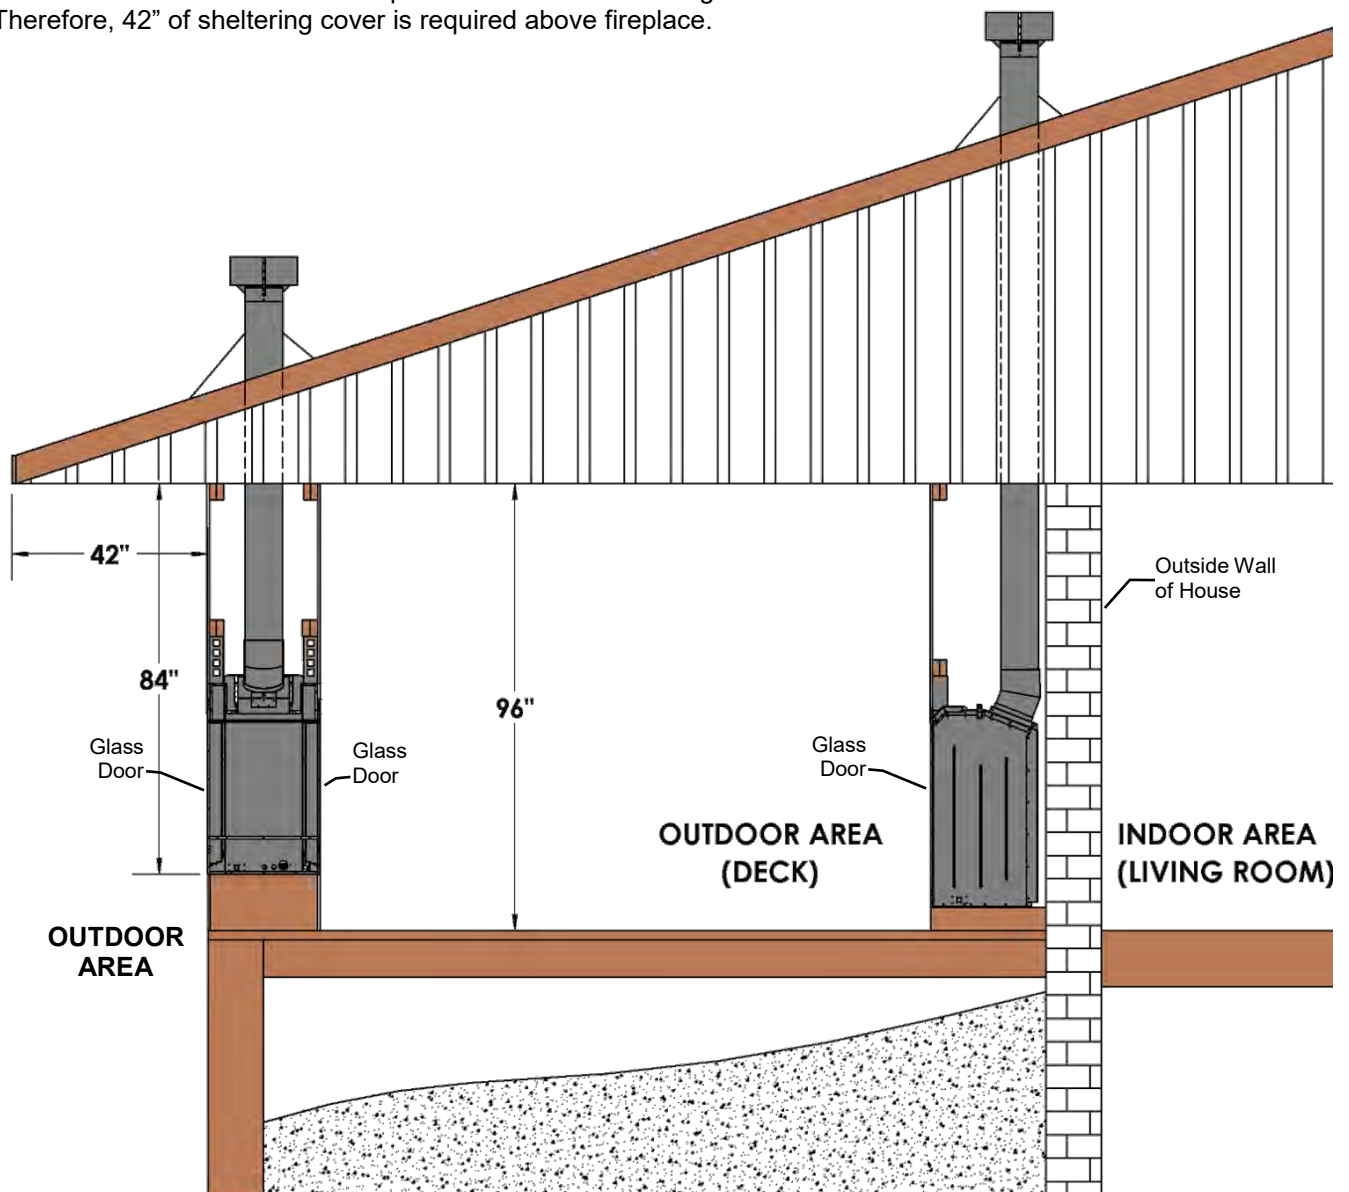 Therefore, 42” of sheltering cover is required above fireplace.
42"
Outside Wall
of House
84"
96"
Glass
Door
Glass
Door
Glass
Door
OUTDOOR AREA
(DECK)
INDOOR AREA
(LIVING ROOM)
OUTDOOR
AREA